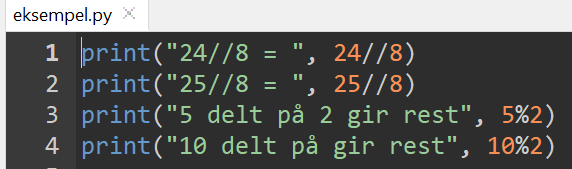 eksempel.py ×
1 print("24//8 = ", 24//8)
2 print("25//8 = ", 25//8)
3 print("5 delt på 2 gir rest", 5%2)
4 print("10 delt på gir rest", 10%2)